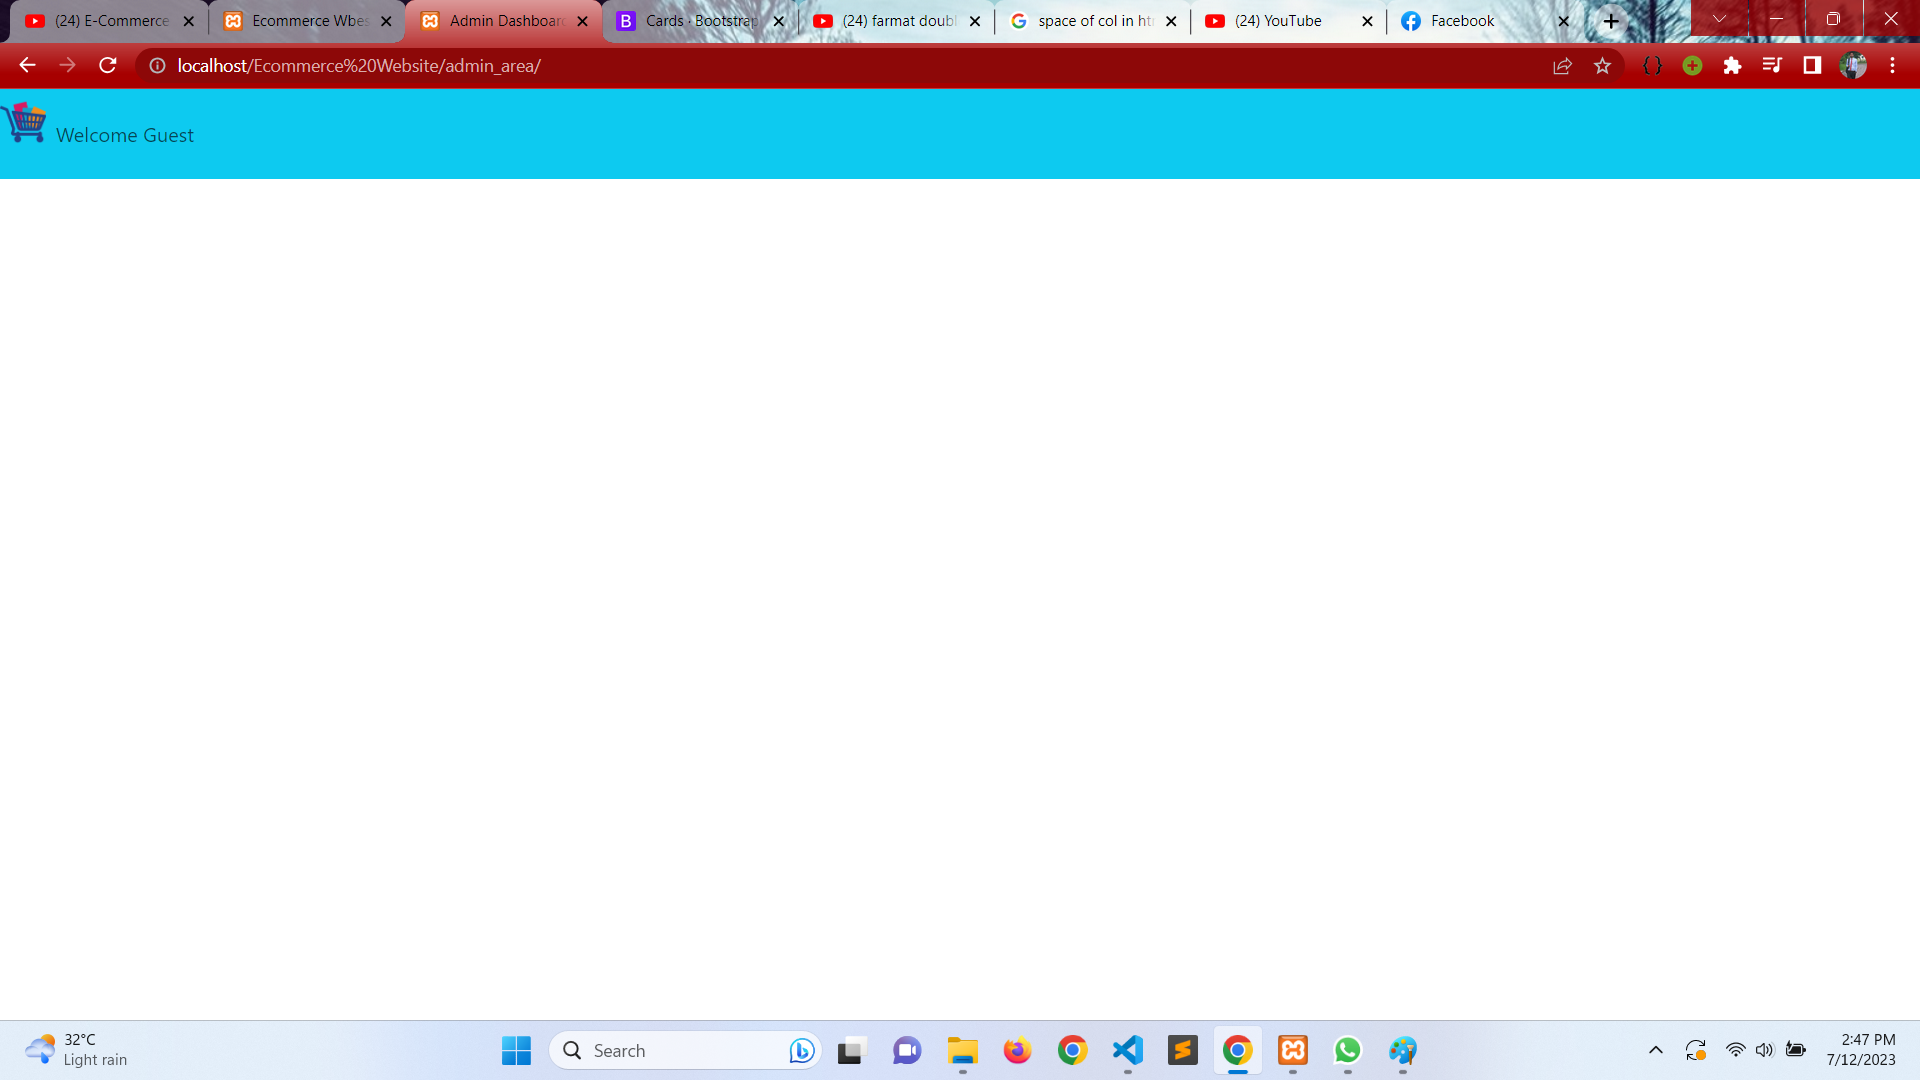 (24) E-Commerce
Ecommerce Wbes
Admin Dashboard
Cards · Bootstrap
(24) farmat doubl
space of col in htm
(24) YouTube
Facebook
localhost/Ecommerce%20Website/admin_area/
Welcome Guest
32°C
Light rain
Search
2:47 PM
7/12/2023